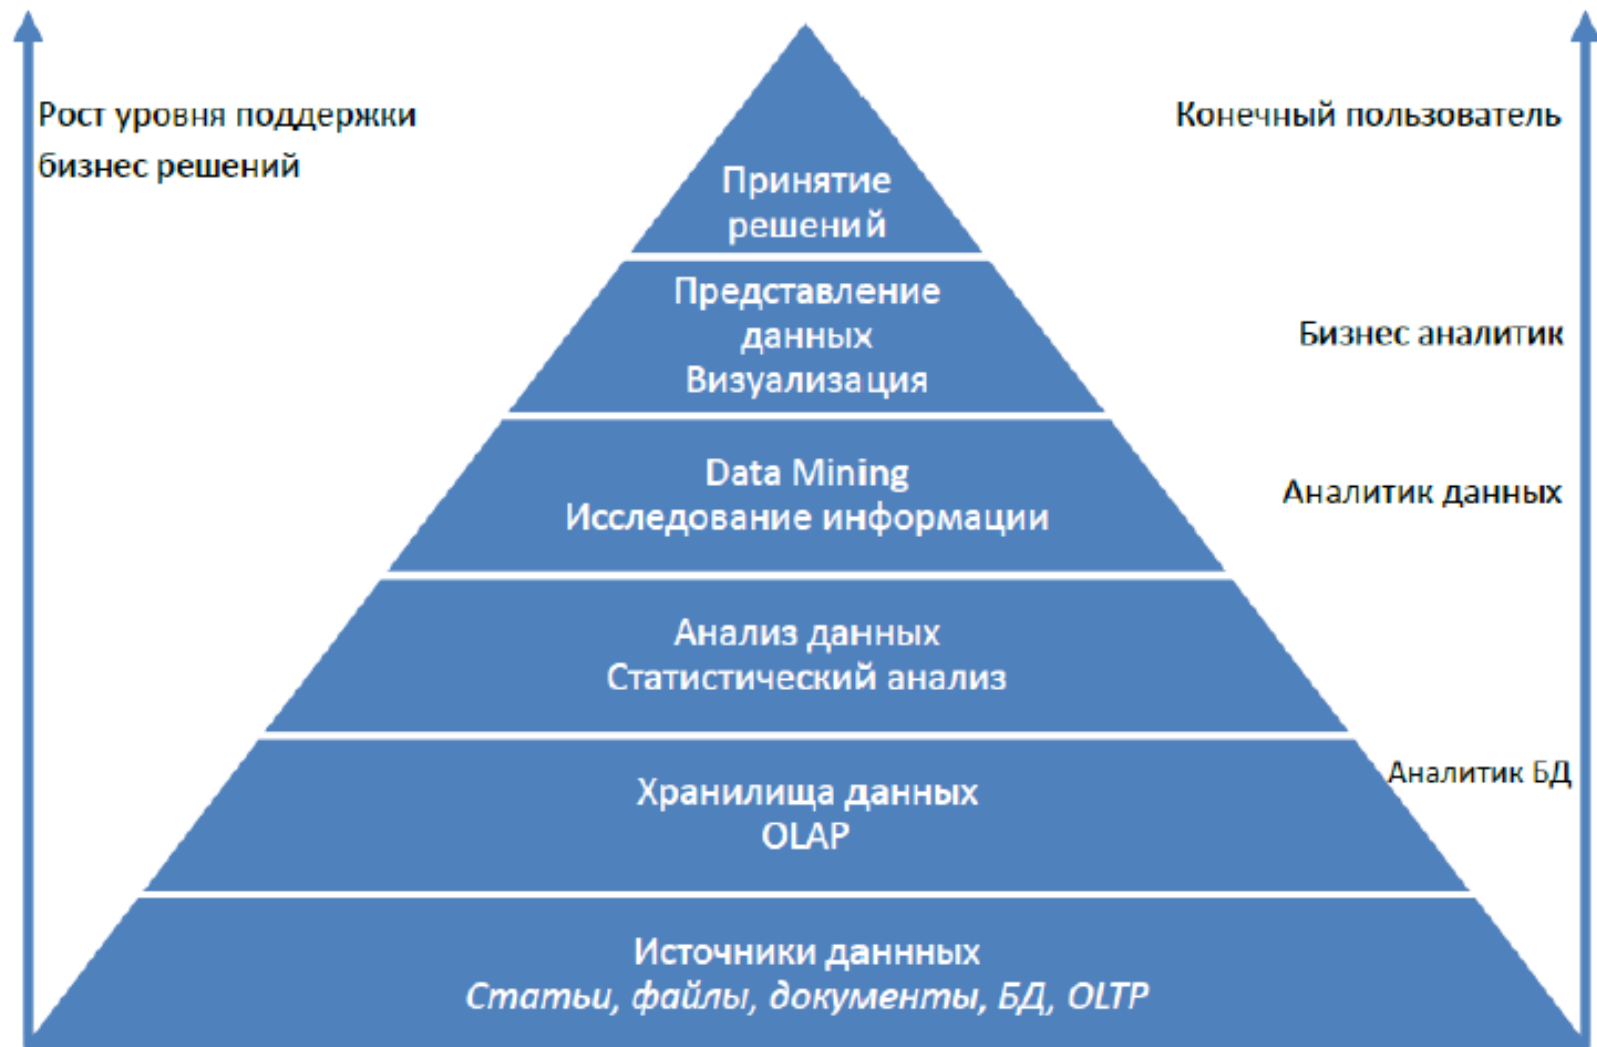 Рост уровня поддержки
бизнес решений
Конечный пользователь
Принятие
решений
Представление
данных
Визуализация
Бизнес аналитик
Data Mining
Исследование информации
Аналитик данных
Анализ данных
Статистический анализ
Хранилища данных
OLAP
Аналитик БД
Источники даннных
Статьи, файлы, документы, БД, OLTP